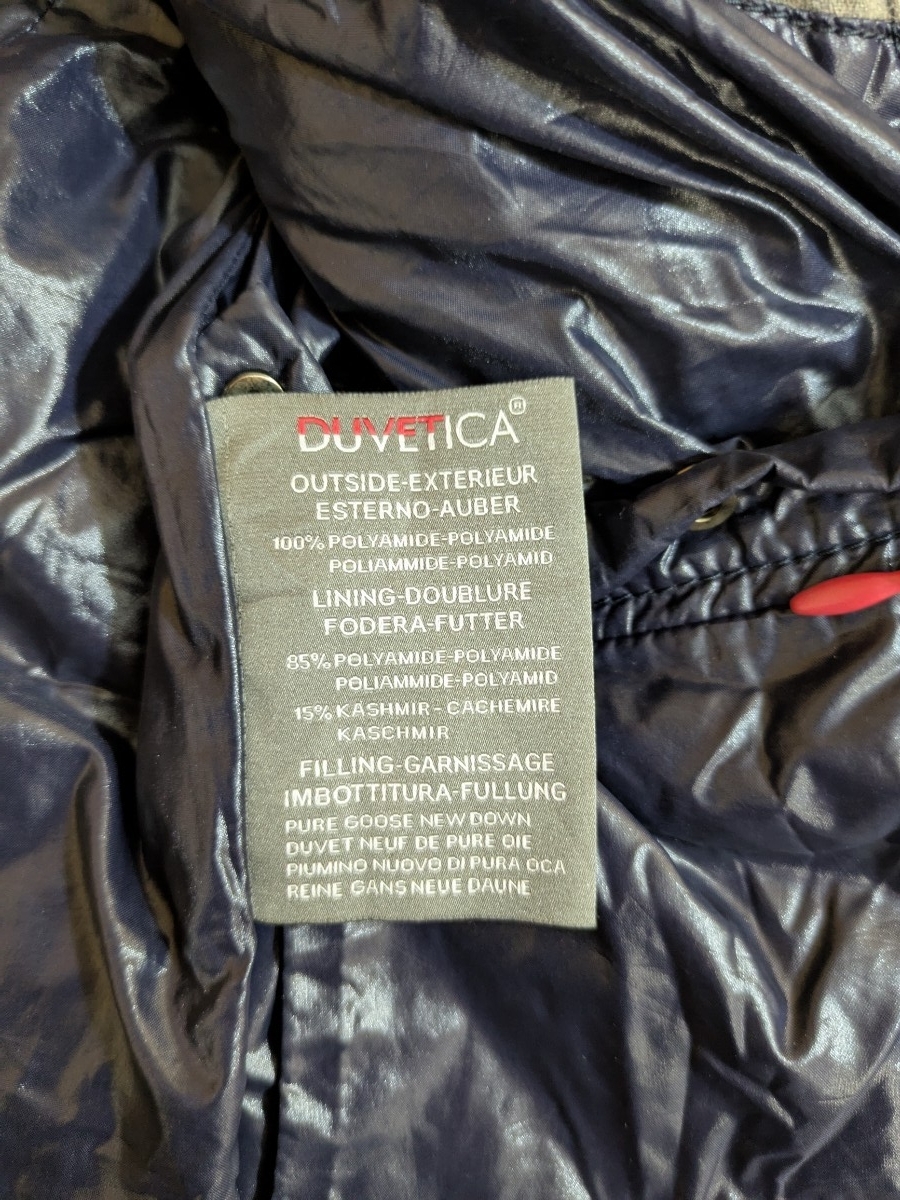 DUVETICA®
OUTSIDE-EXTERIEUR
ESTERNO-AUBER
100% POLYAMIDE-POLYAMIDE
POLIAMMIDE-POLYAMID
LINING-DOUBLURE
FODERA-FUTTER
85% POLYAMIDE-POLYAMIDE
POLIAMMIDE-POLYAMID
15% KASHMIR - CACHEMIRE
KASCHMIR
FILLING-GARNISSAGE
IMBOTTITURA-FULLUNG
PURE GOOSE NEW DOWN
DUVET NEUF DE PURE OIE
PIUMINO NUOVO DI PURA OCA
REINE GANS NEUE DAUNE